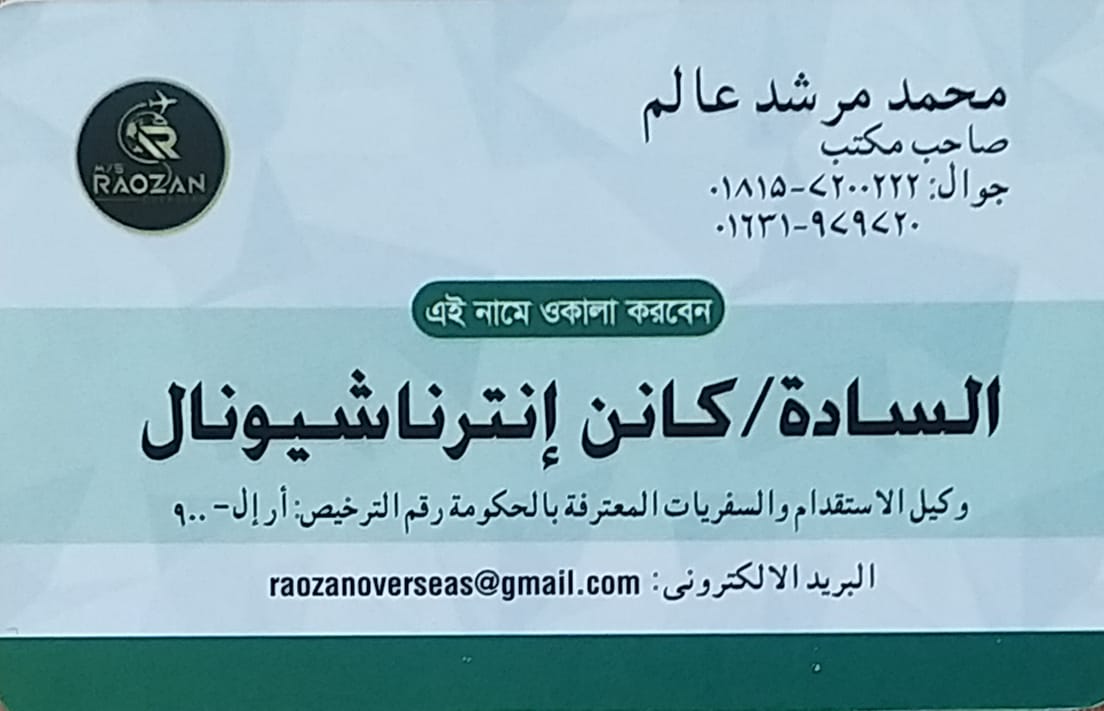 محمد مرشد عالم
صاحب مكتب
جوال: ٠١٨١٥-٧٢٠٠٢٢٢
٠١٦٣١-٩٧٩٧٢٠
M/S
RAOZAN
এই নামে ওকালা করবেন
السادة/كانن إنترناشيونال
وكيل الاستقدام والسفريات المعترفة بالحكومة رقم الترخيص: أر إل-٩٠٠
البريد الالكترونى: raozanoverseas@gmail.com